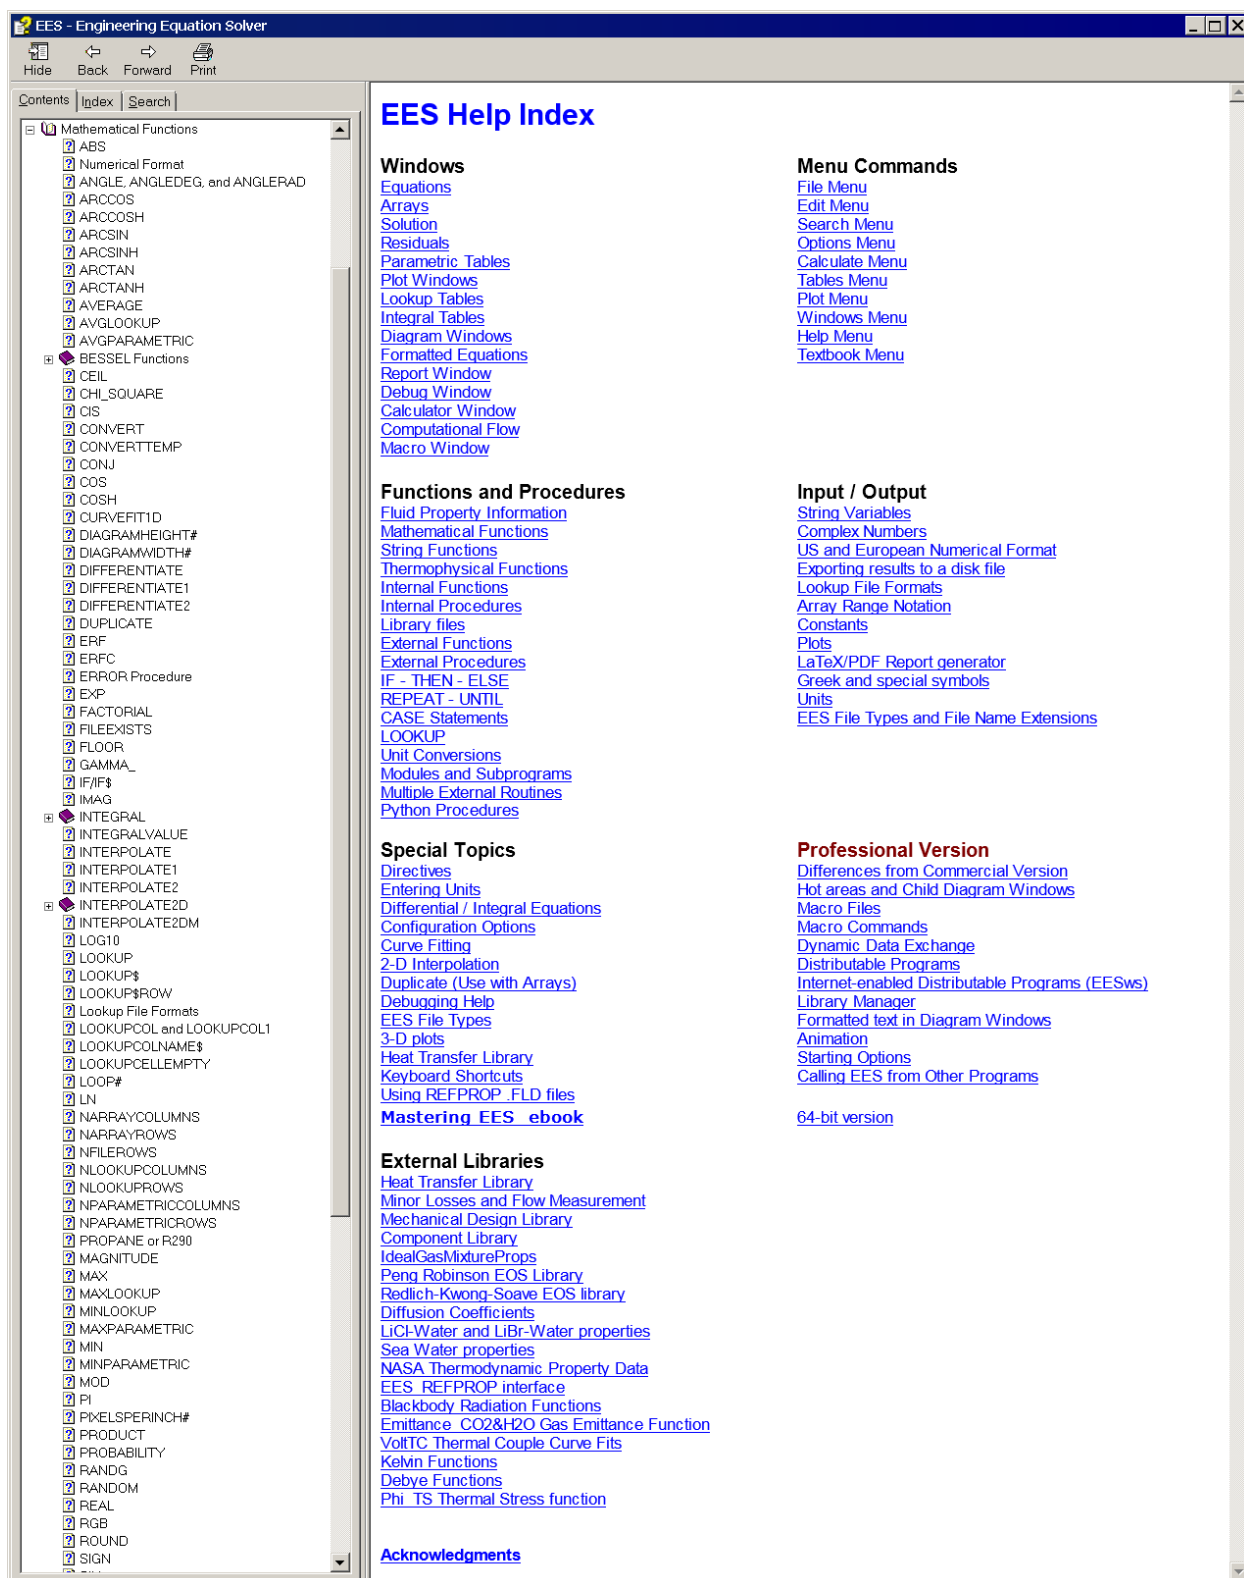 EES - Engineering Equation Solver
Hide Back Forward Print
Contents Index Search
Mathematical Functions
ABS
Numerical Format
ANGLE, ANGLEDEG, and ANGLERAD
ARCCOS
ARCCOSH
ARCSIN
ARCSINH
ARCTAN
ARCTANH
AVERAGE
AVGLOOKUP
AVGPARAMETRIC
BESSEL Functions
CEIL
CHI_SQUARE
CIS
CONVERT
CONVERTTEMP
CONJ
COS
COSH
CURVEFIT1D
DIAGRAMHEIGHT#
DIAGRAMWIDTH#
DIFFERENTIATE
DIFFERENTIATE1
DIFFERENTIATE2
DUPLICATE
ERF
ERFC
ERROR Procedure
EXP
FACTORIAL
FILEEXISTS
FLOOR
GAMMA_
IF/IF$
IMAG
INTEGRAL
INTEGRALVALUE
INTERPOLATE
INTERPOLATE1
INTERPOLATE2
INTERPOLATE2D
INTERPOLATE2DM
LOG10
LOOKUP
LOOKUP$
LOOKUP$ROW
Lookup File Formats
LOOKUPCOL and LOOKUPCOL1
LOOKUPCOLNAME$
LOOKUPCELLEMPTY
LOOP#
LN
NARRAYCOLUMNS
NARRAYROWS
NFILEROWS
NLOOKUPCOLUMNS
NLOOKUPROWS
NPARAMETRICCOLUMNS
NPARAMETRICROWS
PROPANE or R290
MAGNITUDE
MAX
MAXLOOKUP
MINLOOKUP
MAXPARAMETRIC
MIN
MINPARAMETRIC
MOD
PI
PIXELSPERINCH#
PRODUCT
PROBABILITY
RANDG
RANDOM
REAL
RGB
ROUND
SIGN
EES Help Index
Windows
Equations
Arrays
Solution
Residuals
Parametric Tables
Plot Windows
Lookup Tables
Integral Tables
Diagram Windows
Formatted Equations
Report Window
Debug Window
Calculator Window
Computational Flow
Macro Window
Menu Commands
File Menu
Edit Menu
Search Menu
Options Menu
Calculate Menu
Tables Menu
Plot Menu
Windows Menu
Help Menu
Textbook Menu
Functions and Procedures
Fluid Property Information
Mathematical Functions
String Functions
Thermophysical Functions
Internal Functions
Internal Procedures
Library files
External Functions
External Procedures
IF - THEN - ELSE
REPEAT - UNTIL
CASE Statements
LOOKUP
Unit Conversions
Modules and Subprograms
Multiple External Routines
Python Procedures
Input / Output
String Variables
Complex Numbers
US and European Numerical Format
Exporting results to a disk file
Lookup File Formats
Array Range Notation
Constants
Plots
LaTeX/PDF Report generator
Greek and special symbols
Units
EES File Types and File Name Extensions
Special Topics
Directives
Entering Units
Differential / Integral Equations
Configuration Options
Curve Fitting
2-D Interpolation
Duplicate (Use with Arrays)
Debugging Help
EES File Types
3-D plots
Heat Transfer Library
Keyboard Shortcuts
Using REFPROP .FLD files
Mastering EES ebook
Professional Version
Differences from Commercial Version
Hot areas and Child Diagram Windows
Macro Files
Macro Commands
Dynamic Data Exchange
Distributable Programs
Internet-enabled Distributable Programs (EESws)
Library Manager
Formatted text in Diagram Windows
Animation
Starting Options
Calling EES from Other Programs
64-bit version
External Libraries
Heat Transfer Library
Minor Losses and Flow Measurement
Mechanical Design Library
Component Library
IdealGasMixtureProps
Peng Robinson EOS Library
Redlich-Kwong-Soave EOS library
Diffusion Coefficients
LiCl-Water and LiBr-Water properties
Sea Water properties
NASA Thermodynamic Property Data
EES_REFPROP interface
Blackbody Radiation Functions
Emittance_CO2&H2O Gas Emittance Function
VoltTC Thermal Couple Curve Fits
Kelvin Functions
Debye Functions
Phi_TS Thermal Stress function
Acknowledgments